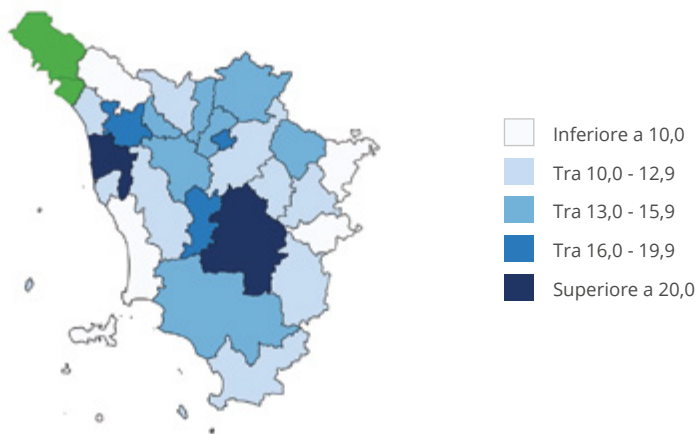 Inferiore a 10,0
Tra 10,0 - 12,9
Tra 13,0 - 15,9
Tra 16,0 - 19,9
Superiore a 20,0